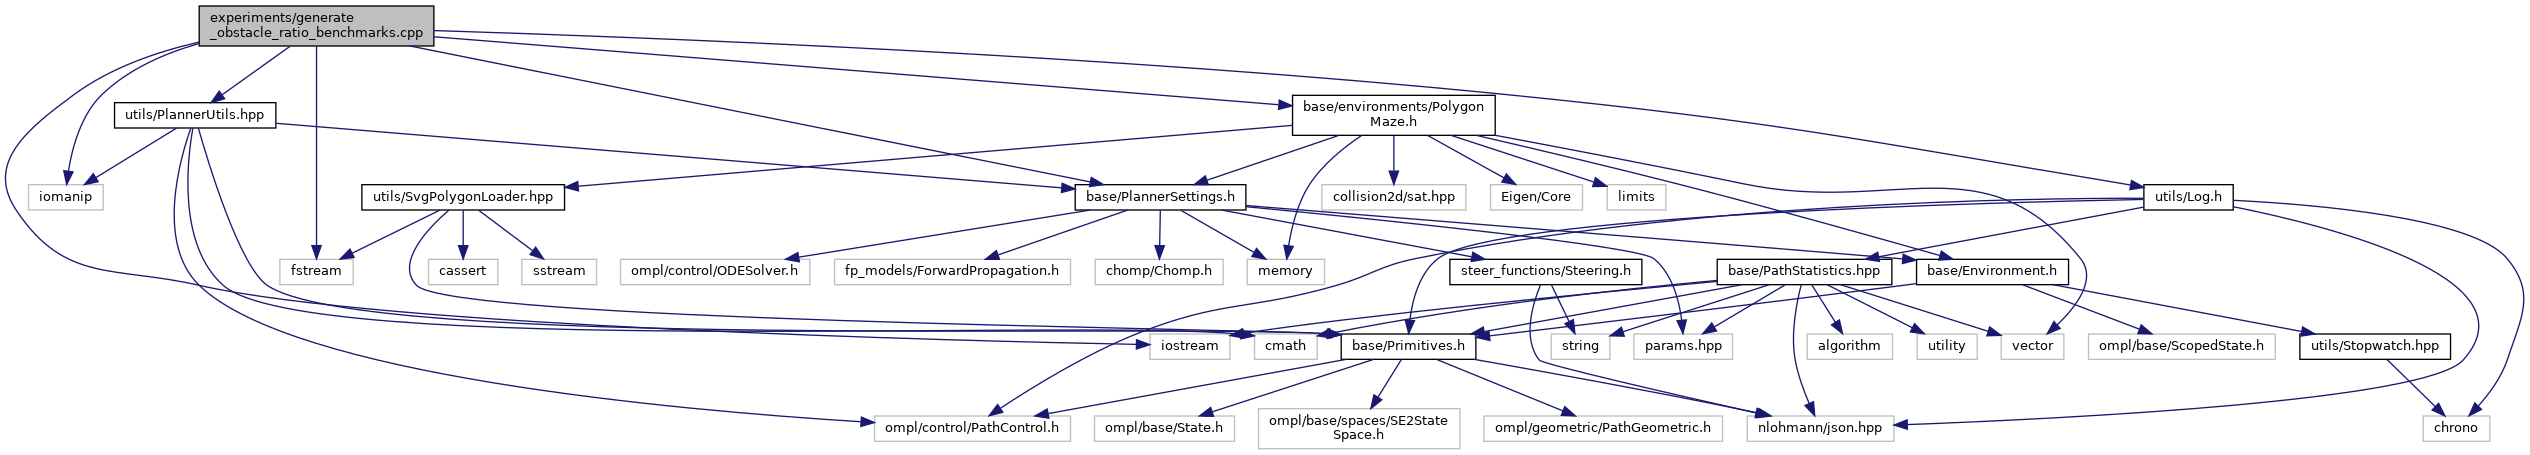 experiments/generate
_obstacle_ratio_benchmarks.cpp
utils/PlannerUtils.hpp
base/environments/Polygon
Maze.h
iomanip
utils/SvgPolygonLoader.hpp
base/PlannerSettings.h
collision2d/sat.hpp
Eigen/Core
limits
utils/Log.h
fstream
cassert
sstream
ompl/control/ODESolver.h
fp_models/ForwardPropagation.h
chomp/Chomp.h
memory
steer_functions/Steering.h
base/PathStatistics.hpp
base/Environment.h
iostream
cmath
base/Primitives.h
string
params.hpp
algorithm
utility
vector
ompl/base/ScopedState.h
utils/Stopwatch.hpp
ompl/control/PathControl.h
ompl/base/State.h
ompl/base/spaces/SE2State
Space.h
ompl/geometric/PathGeometric.h
nlohmann/json.hpp
chrono